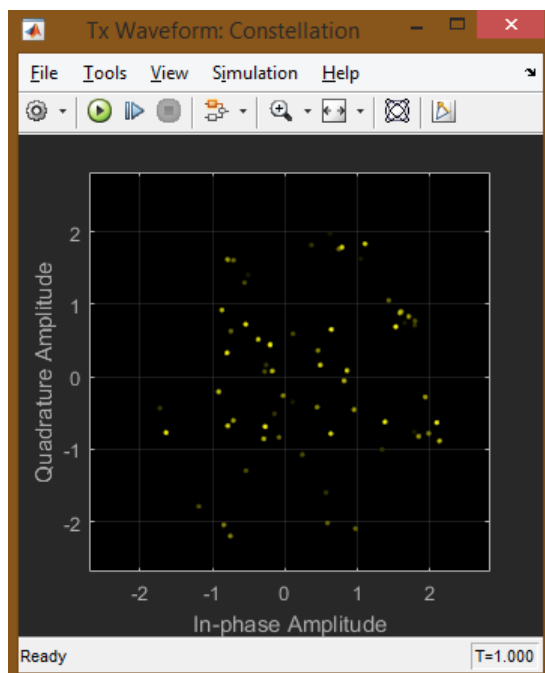 Tx Waveform: Constellation
File Tools View Simulation Help
Quadrature Amplitude
2
1
0
-1
-2
-2 -1 0 1 2
In-phase Amplitude
Ready T=1.000